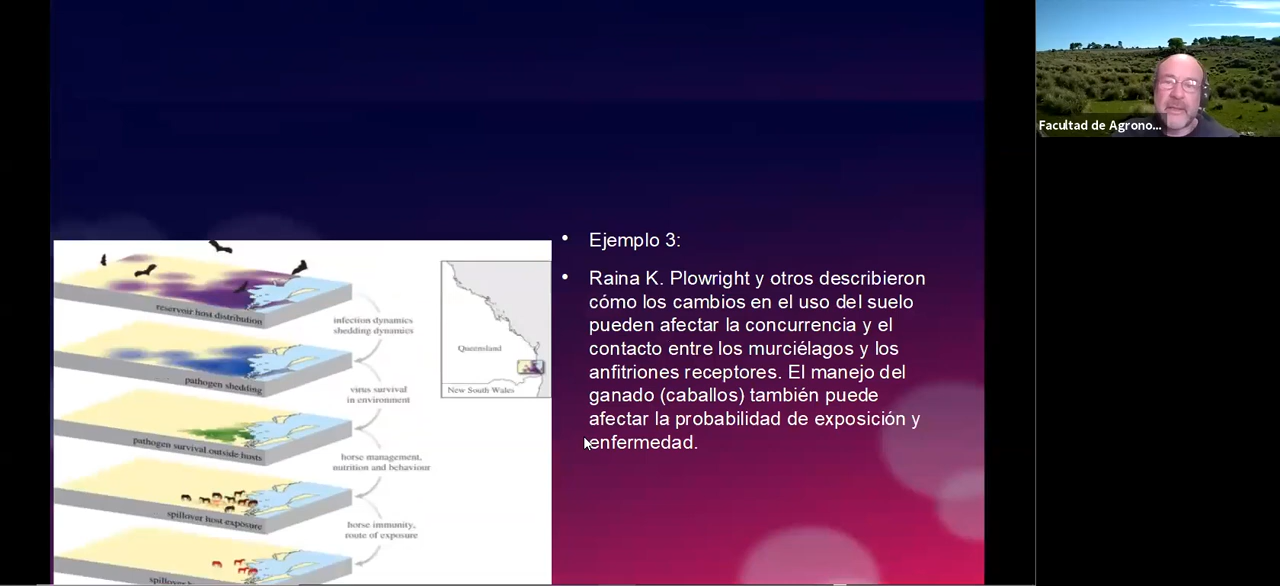 Facultad de Agrono...
Ejemplo 3:
Raina K. Plowright y otros describieron
cómo los cambios en el uso del suelo
pueden afectar la concurrencia y el
contacto entre los murciélagos y los
anfitriones receptores. El manejo del
ganado (caballos) también puede
afectar la probabilidad de exposición y
enfermedad.
reservoir host distribution
infection dynamics
shedding dynamics
pathogen shedding
virus survival
in environment
pathogen survival outside hosts
horse management,
nutrition and behaviour
spillover host exposure
horse immunity,
route of exposure
Queensland
New South Wales